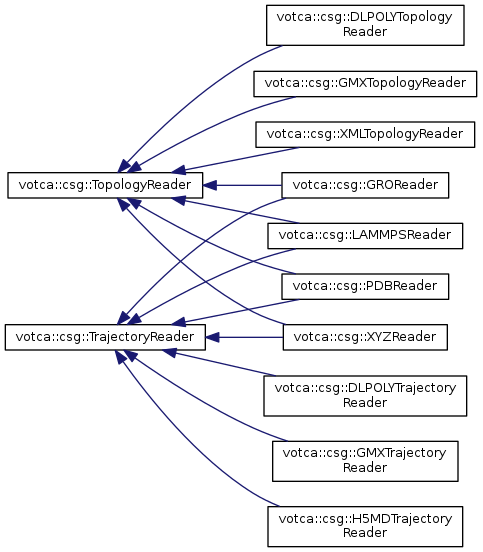 votca::csg::DLPOLYTopology
Reader
votca::csg::GMXTopologyReader
votca::csg::XMLTopologyReader
votca::csg::TopologyReader
votca::csg::GROReader
votca::csg::LAMMPSReader
votca::csg::PDBReader
votca::csg::TrajectoryReader
votca::csg::XYZReader
votca::csg::DLPOLYTrajectory
Reader
votca::csg::GMXTrajectory
Reader
votca::csg::H5MDTrajectory
Reader